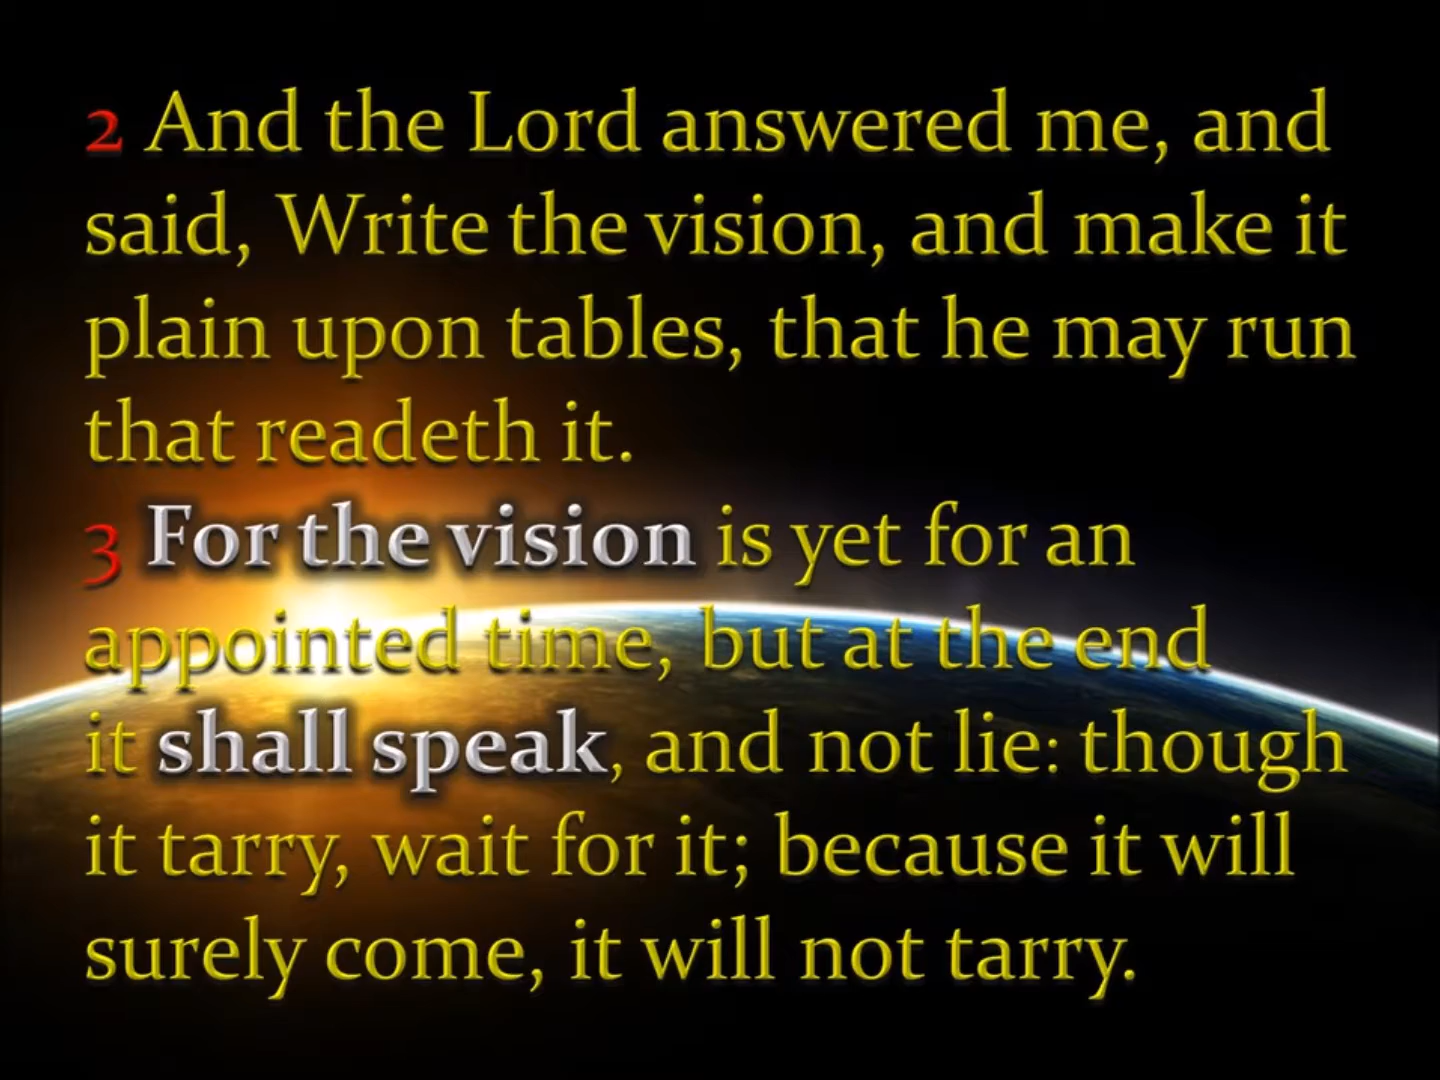 2 And the Lord answered me, and
said, Write the vision, and make it
plain upon tables, that he may run
that readeth it.
3 For the vision is yet for an
appointed time, but at the end
it shall speak, and not lie: though
it tarry, wait for it; because it will
surely come, it will not tarry.